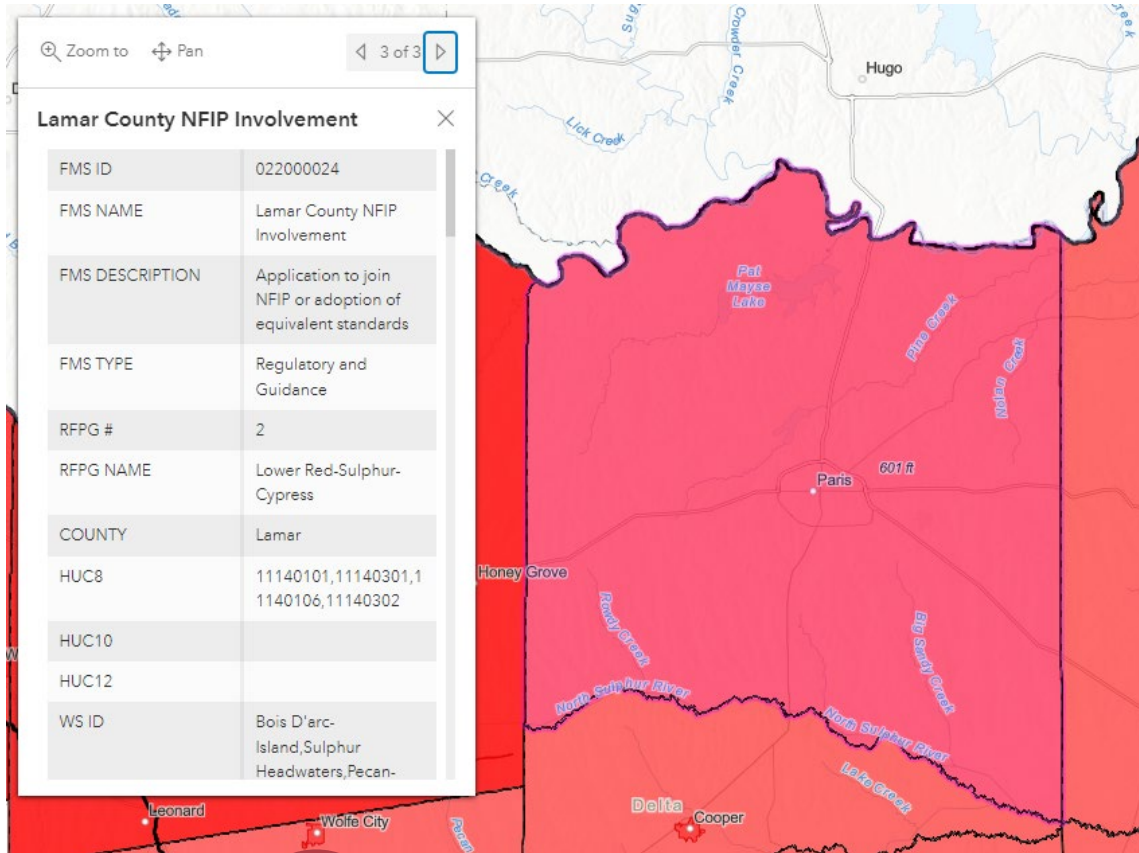 Zoom to
Pan
3 of 3
Lamar County NFIP Involvement
FMS ID
022000024
FMS NAME
Lamar County NFIP
Involvement
FMS DESCRIPTION
Application to join
NFIP or adoption of
equivalent standards
FMS TYPE
Regulatory and
Guidance
RFPG #
2
RFPG NAME
Lower Red-Sulphur-
Cypress
COUNTY
Lamar
HUC8
11140101,11140301,1
1140106,11140302
HUC10
HUC12
WS ID
Bois D'arc-
Island,Sulphur
Headwaters,Pecan-
Crowder Creek
Hugo
Lick Creek
Creek
Pat
Mayse
Lake
Pine Creek
Nolan Creek
601 ft
Paris
Honey Grove
Rowdy Creek
Big Sandy Creek
North Sulphur River
North Sulphur River
Lake Creek
Delta
Cooper
Leonard
Wolfe City
Pecan